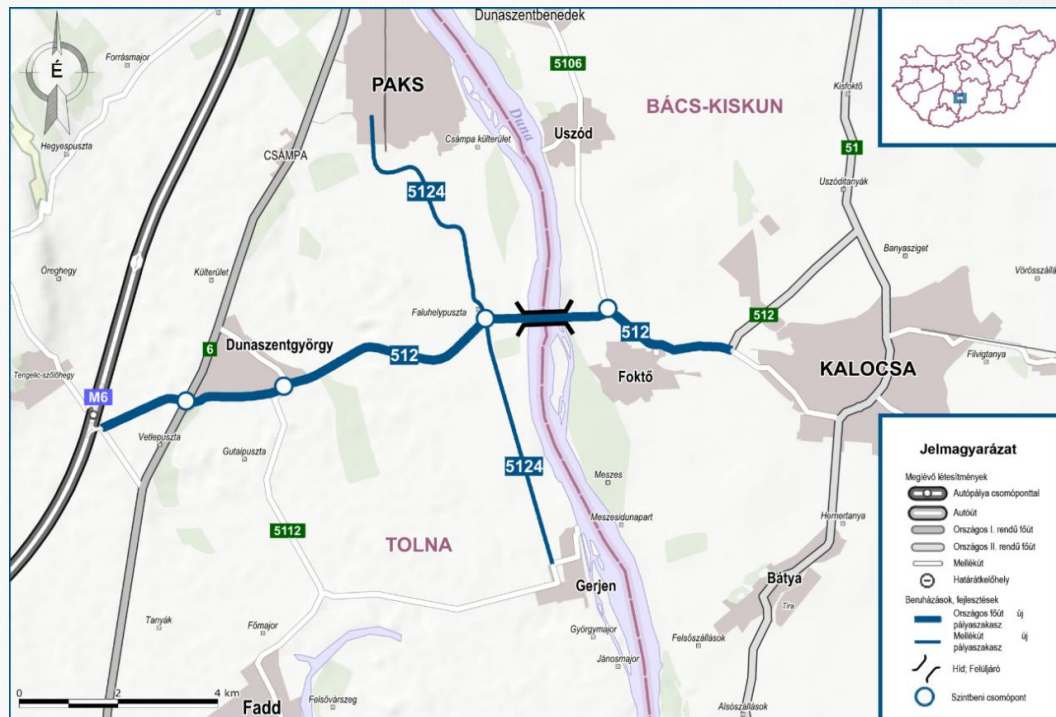 Dunaszentbenedek
Forrásmajor
É
5106
PAKS
Duna
BÁCS-KISKUN
Kisfoktő
Uszód
Csámpa külterület
51
Hegyespuszta
CSÁMPA
Uszóditanyák
5124
Banyasziget
Öreghegy
Külterület
Vörösszállá
Faluhelypuszta
512
6
Dunaszentgyörgy
512
512
Foktő
KALOCSA
Filvigtanya
Tengelic-szőlőhegy
M6
Vetlepuszta
Gutaipuszta
5124
Meszes
5112
Meszesidunapart
Homertanya
TOLNA
Gerjen
Bátya
Tira
Tanyák
Főmajor
Györgymajor
Felsőszállások
Jánosmajor
0 2 4 km
Felsővárszeg
Fadd
Alsószállások
Jelmagyarázat
Meglévő létesítmények
Autópálya csomóponttal
Autóút
Országos I. rendű főút
Országos II. rendű főút
Mellékút
Határátkelőhely
Beruházások, fejlesztések
Országos főút új
pályaszakasz
Mellékút új
pályaszakasz
Híd; Felüljáró
Szintbeni csomópont